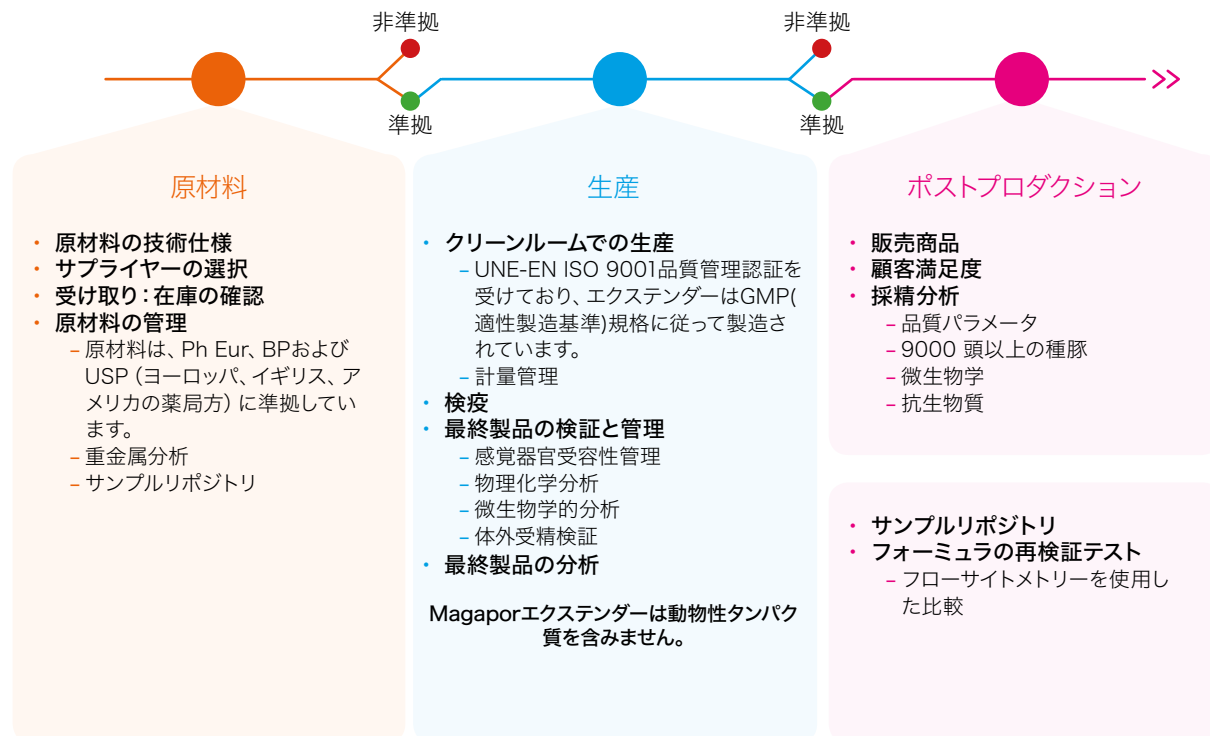 非準拠
非準拠
準拠
準拠
原材料
・ 原材料の技術仕様
・ サプライヤーの選択
・ 受け取り：在庫の確認
・ 原材料の管理
– 原材料は、Ph Eur、BPおよび
USP（ヨーロッパ、イギリス、ア
メリカの薬局方）に準拠してい
ます。
– 重金属分析
– サンプルリポジトリ
生産
・ クリーンルームでの生産
– UNE-EN ISO 9001品質管理認証を
受けており、エクステンダーはGMP(
適性製造基準)規格に従って製造さ
れています。
– 計量管理
・ 検疫
・ 最終製品の検証と管理
– 感覚器官受容性管理
– 物理化学分析
– 微生物学的分析
– 体外受精検証
・ 最終製品の分析
Magaporエクステンダーは動物性タンパク
質を含みません。
ポストプロダクション
・ 販売商品
・ 顧客満足度
・ 採精分析
– 品質パラメータ
– 9000 頭以上の種豚
– 微生物学
– 抗生物質
・ サンプルリポジトリ
・ フォーミュラの再検証テスト
– フローサイトメトリーを使用し
た比較